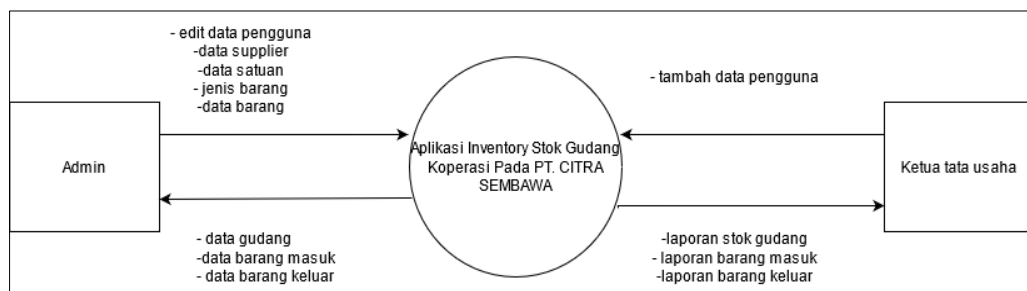 - edit data pengguna
-data supplier
-data satuan
- jenis barang
-data barang
- tambah data pengguna
Admin
Aplikasi Inventory Stok Gudang
Koperasi Pada PT. CITRA
SEMBAWA
Ketua tata usaha
- data gudang
-data barang masuk
- data barang keluar
-laporan stok gudang
- laporan barang masuk
-laporan barang keluar